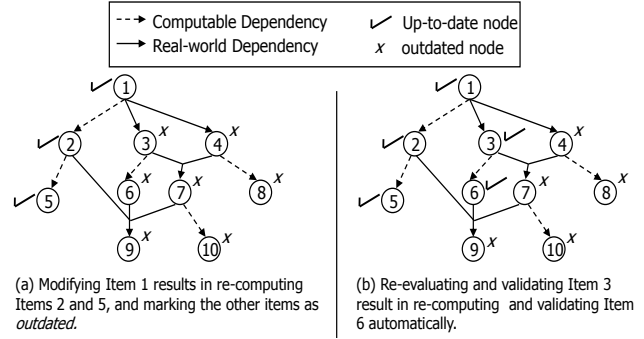 Computable Dependency
Up-to-date node
Real-world Dependency
x outdated node
1
2
3 x
4 x
5
6 x
7 x
8 x
9 x
10 x
(a) Modifying Item 1 results in re-computing
Items 2 and 5, and marking the other items as
outdated.
1
2
3
4 x
5
6
7 x
8 x
9 x
10 x
(b) Re-evaluating and validating Item 3
result in re-computing and validating Item
6 automatically.